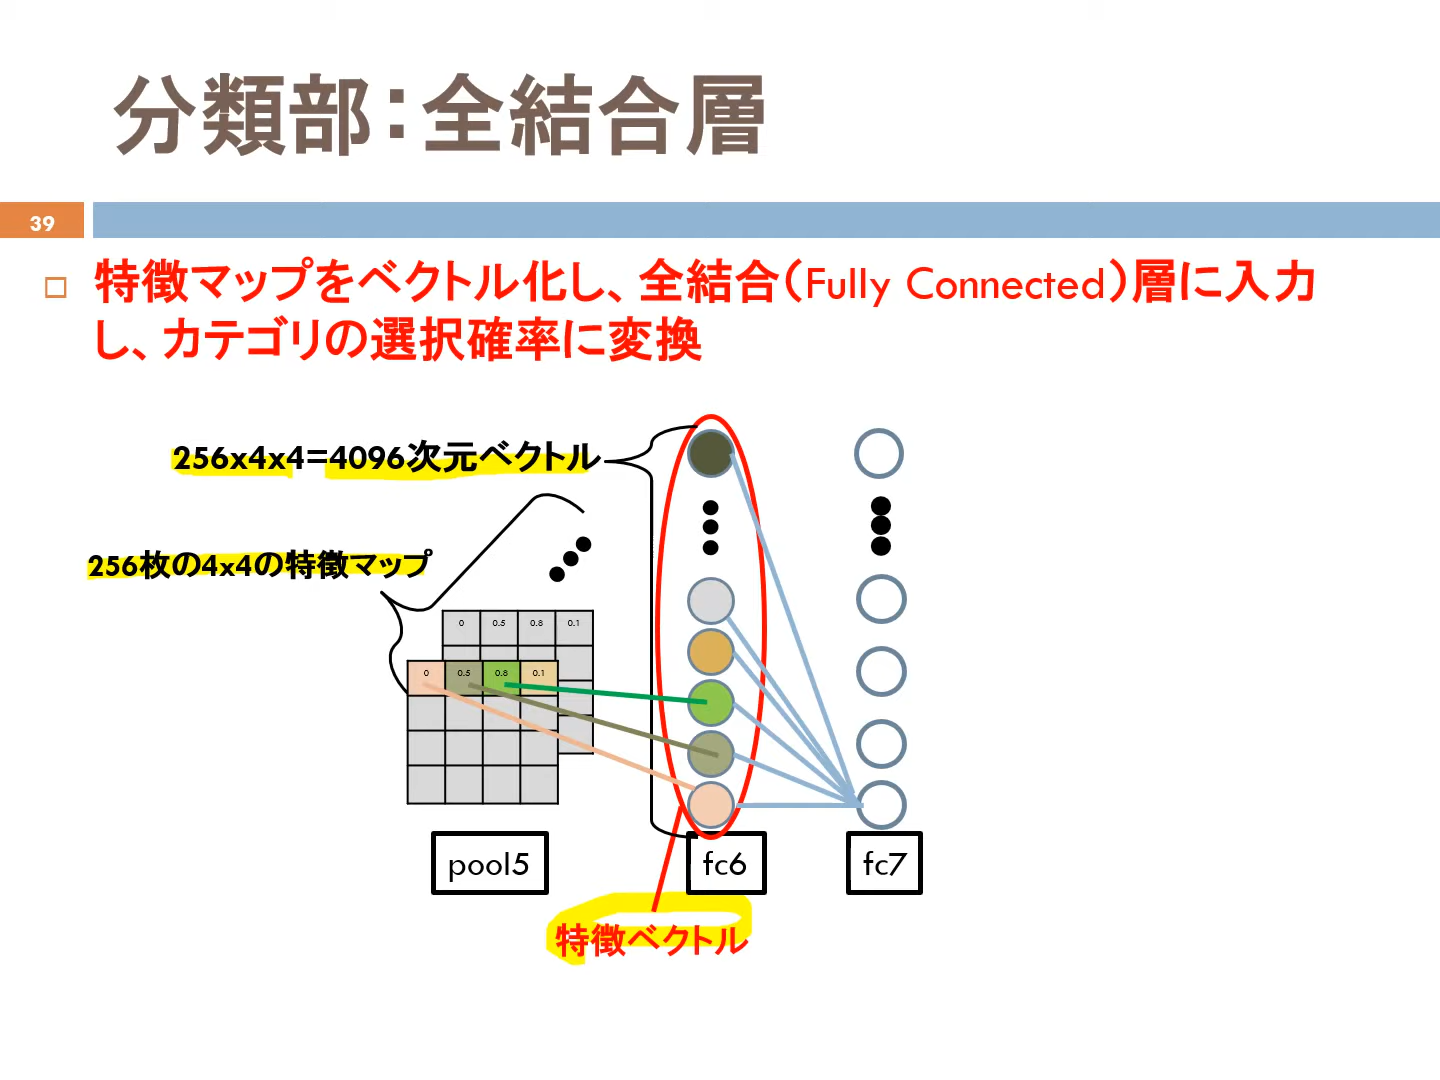 分類部：全結合層
39
特徴マップをベクトル化し、全結合（Fully Connected）層に入力
し、カテゴリの選択確率に変換
256x4x4=4096次元ベクトル
256枚の4x4の特徴マップ
0 0.5 0.8 0.1
0 0.5 0.8 0.1
pool5
fc6
fc7
特徴ベクトル